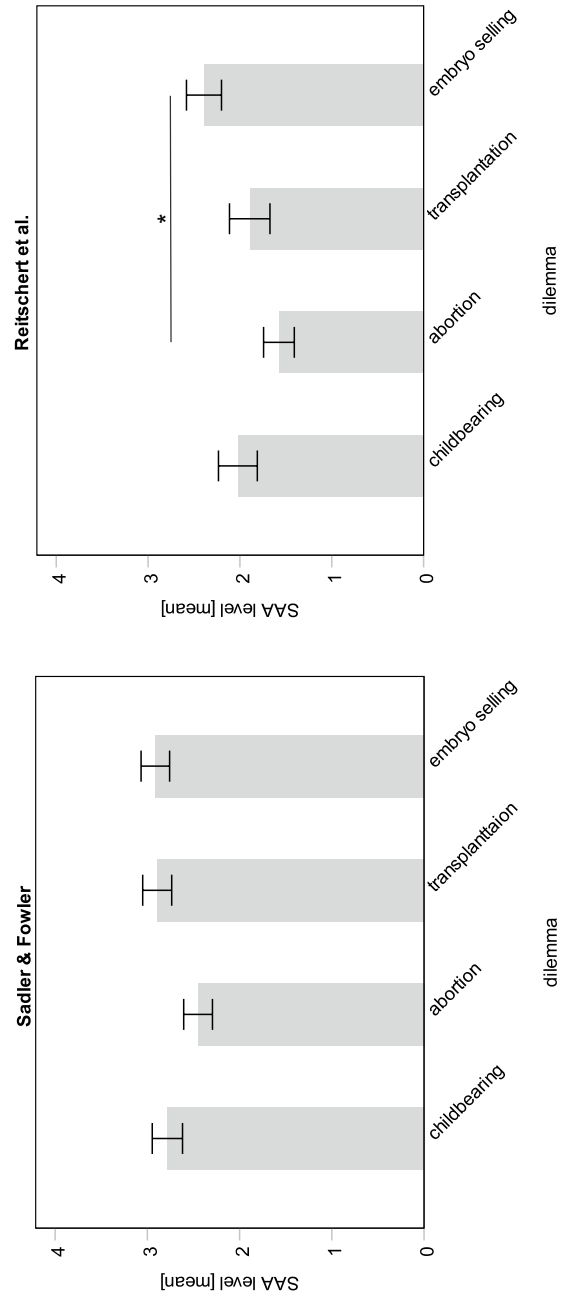 Sadler & Fowler
SAA level [mean]
4
3
2
1
0
childbearing
abortion
transplanttaion
embryo selling
dilemma
Reitschert et al.
SAA level [mean]
4
3
2
1
0
*
childbearing
abortion
transplantation
embryo selling
dilemma